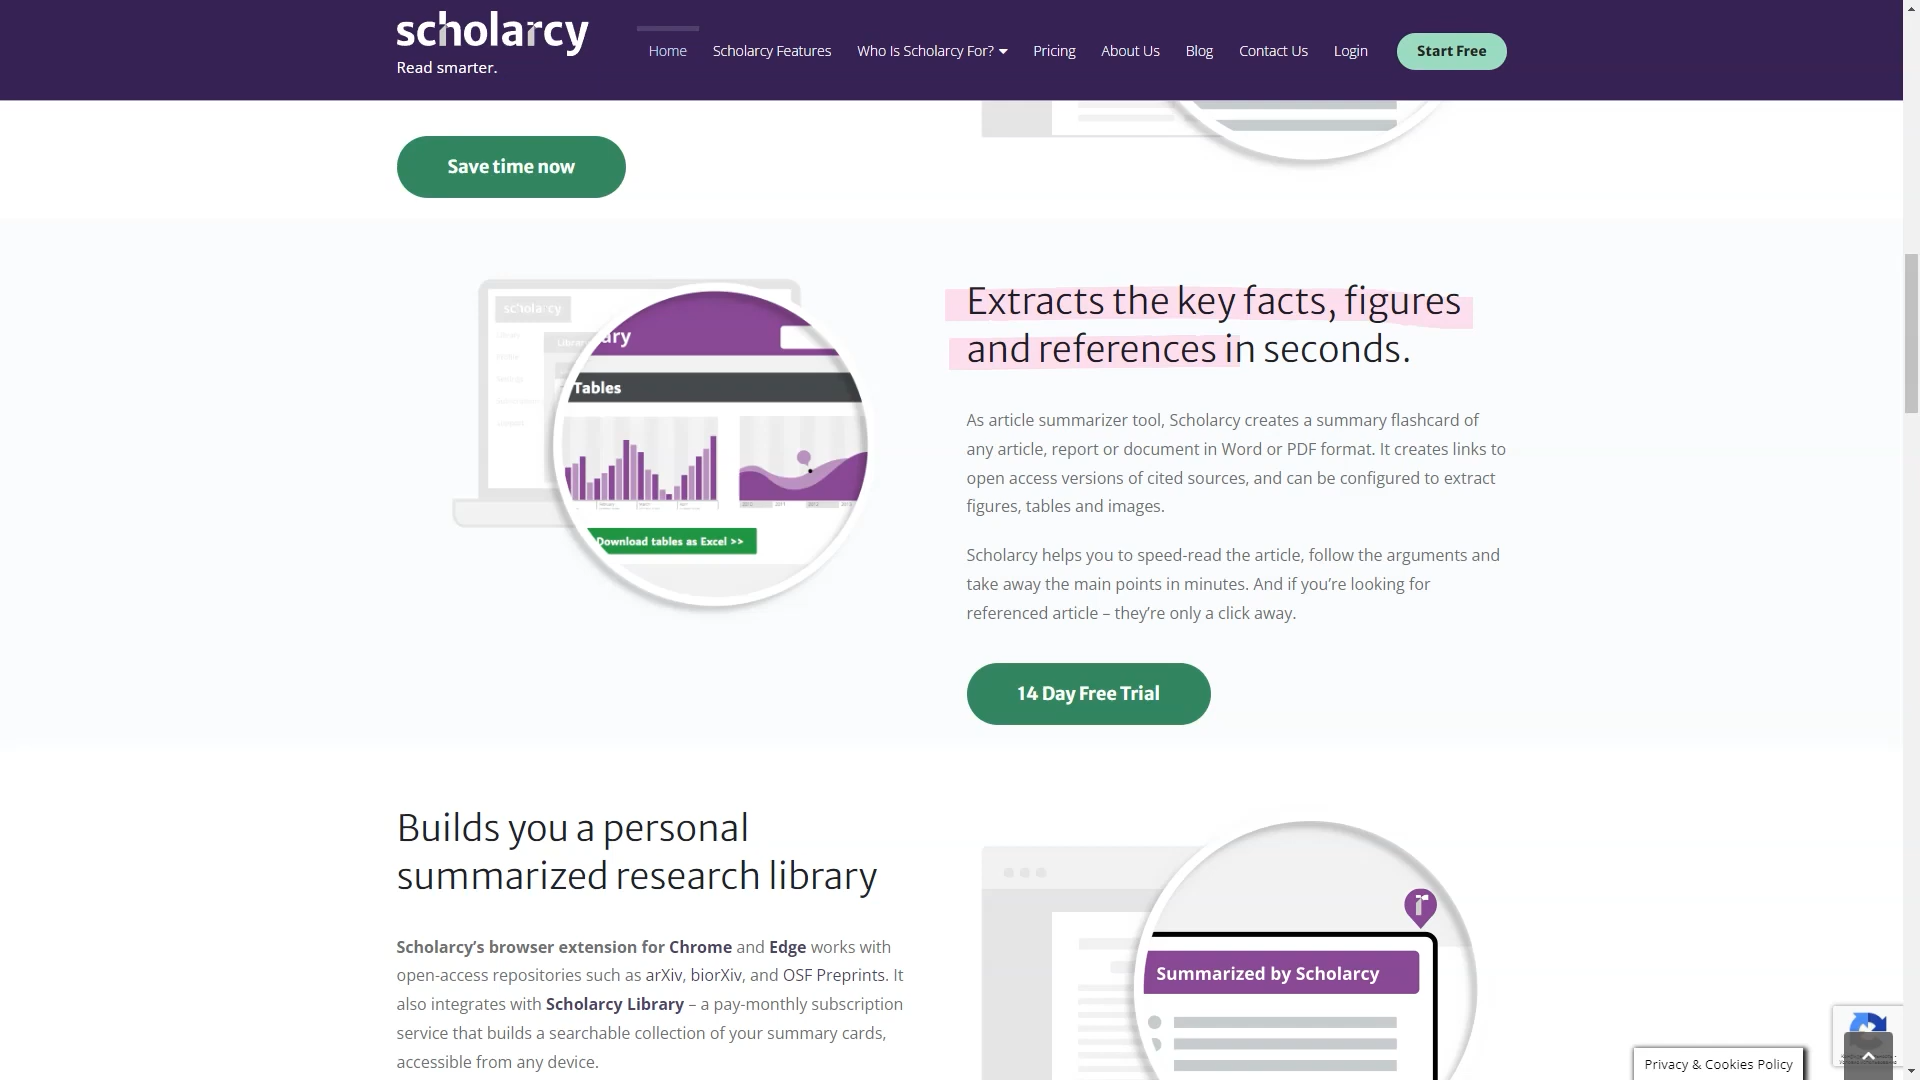 scholarcy
Read smarter.
Home
Scholarcy Features
Who Is Scholarcy For?
Pricing
About Us
Blog
Contact Us
Login
Start Free
Save time now
scholarcy
ary
Tables
Download tables as Excel >>
Extracts the key facts, figures
and references in seconds.
As article summarizer tool, Scholarcy creates a summary flashcard of
any article, report or document in Word or PDF format. It creates links to
open access versions of cited sources, and can be configured to extract
figures, tables and images.
Scholarcy helps you to speed-read the article, follow the arguments and
take away the main points in minutes. And if you’re looking for
referenced article – they’re only a click away.
14 Day Free Trial
Builds you a personal
summarized research library
Scholarcy’s browser extension for Chrome and Edge works with
open-access repositories such as arXiv, biorXiv, and OSF Preprints. It
also integrates with Scholarcy Library – a pay-monthly subscription
service that builds a searchable collection of your summary cards,
accessible from any device.
r
Summarized by Scholarcy
Privacy & Cookies Policy